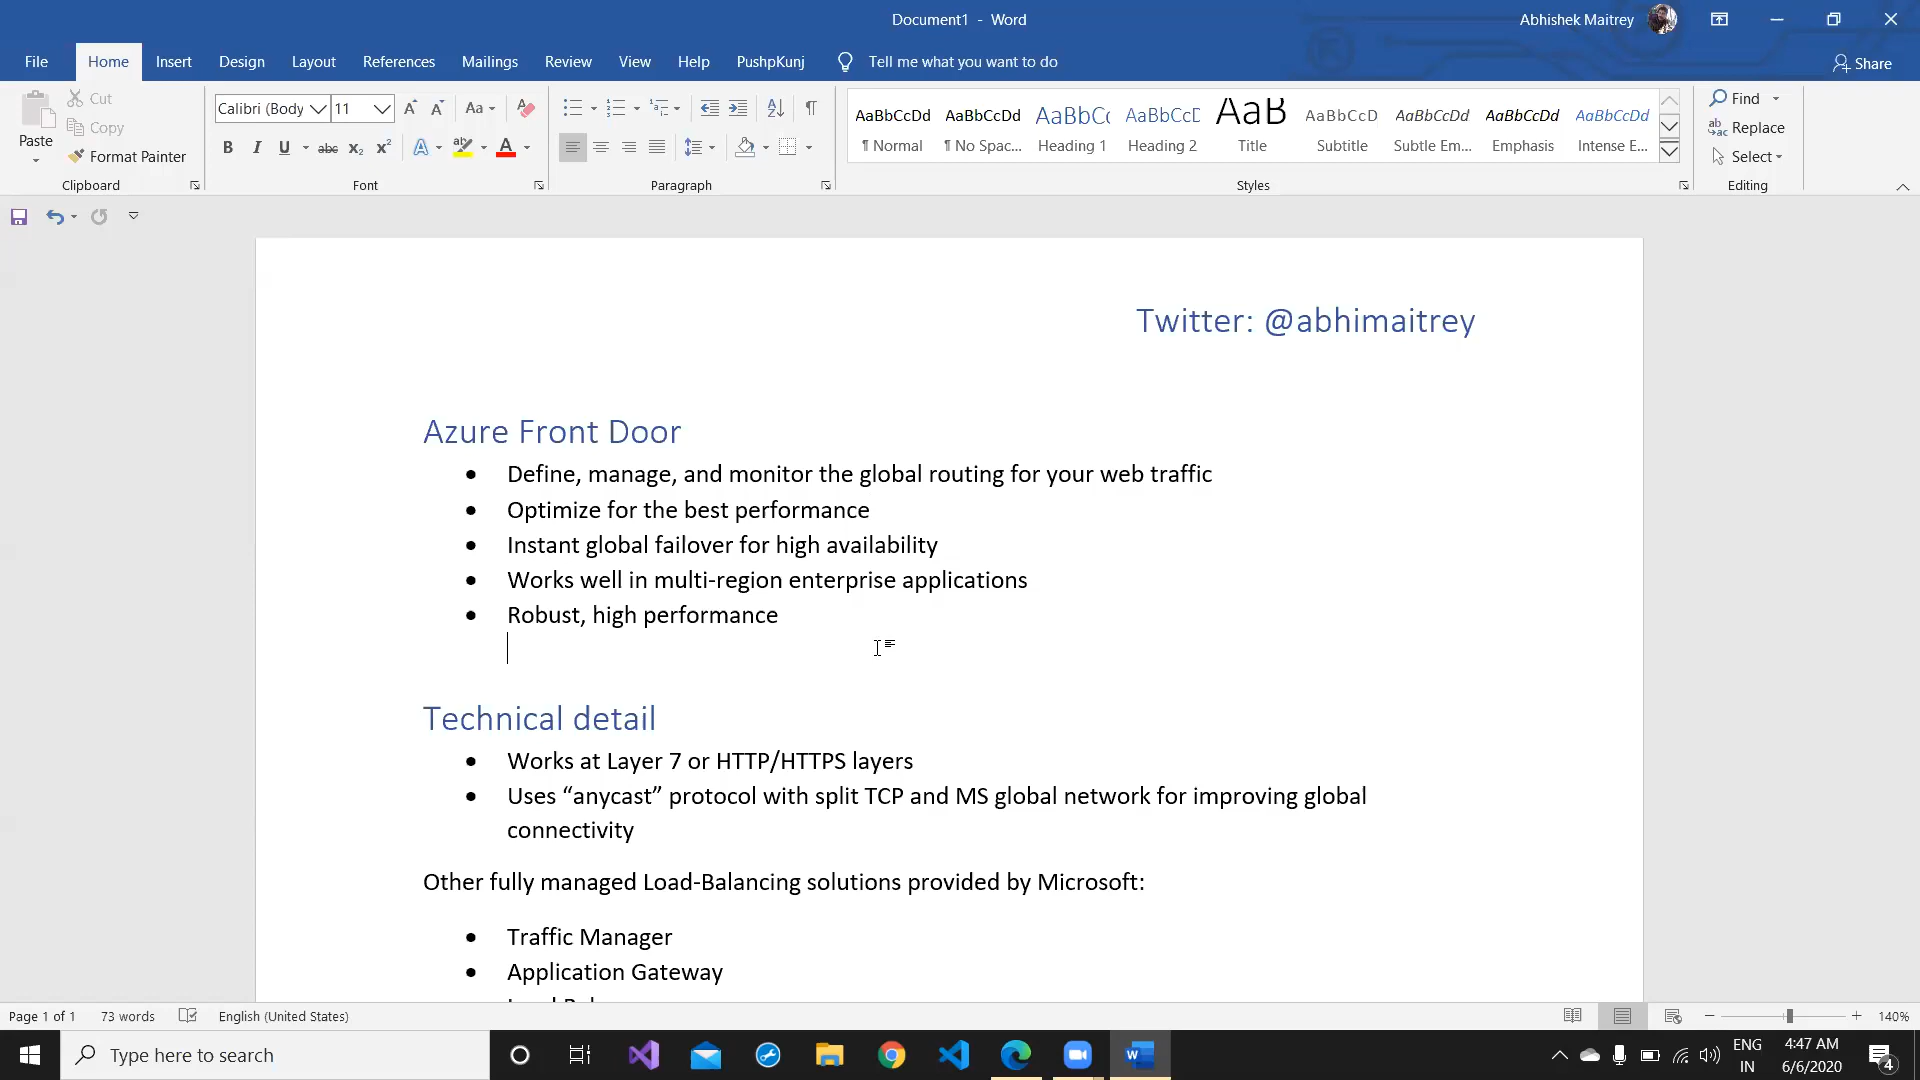 Document1 - Word
Abhishek Maitrey
File Home Insert Design Layout References Mailings Review View Help PushpKunj Tell me what you want to do Share
Paste
Cut
Copy
Format Painter
Clipboard
Calibri (Body 11
Font
Paragraph
AaBbCcDd AaBbCcDd AaBbCc AaBbCcD AaB AaBbCcD AaBbCcDd AaBbCcDd AaBbCcDd
¶ Normal ¶ No Spac... Heading 1 Heading 2 Title Subtitle Subtle Em... Emphasis Intense E...
Styles
Find
Replace
Select
Editing
Twitter: @abhimaitrey
Azure Front Door
• Define, manage, and monitor the global routing for your web traffic
• Optimize for the best performance
• Instant global failover for high availability
• Works well in multi-region enterprise applications
• Robust, high performance
Technical detail
• Works at Layer 7 or HTTP/HTTPS layers
• Uses “anycast” protocol with split TCP and MS global network for improving global
connectivity
Other fully managed Load-Balancing solutions provided by Microsoft:
• Traffic Manager
• Application Gateway
Page 1 of 1 73 words English (United States) 140%
Type here to search
ENG
IN
4:47 AM
6/6/2020
4